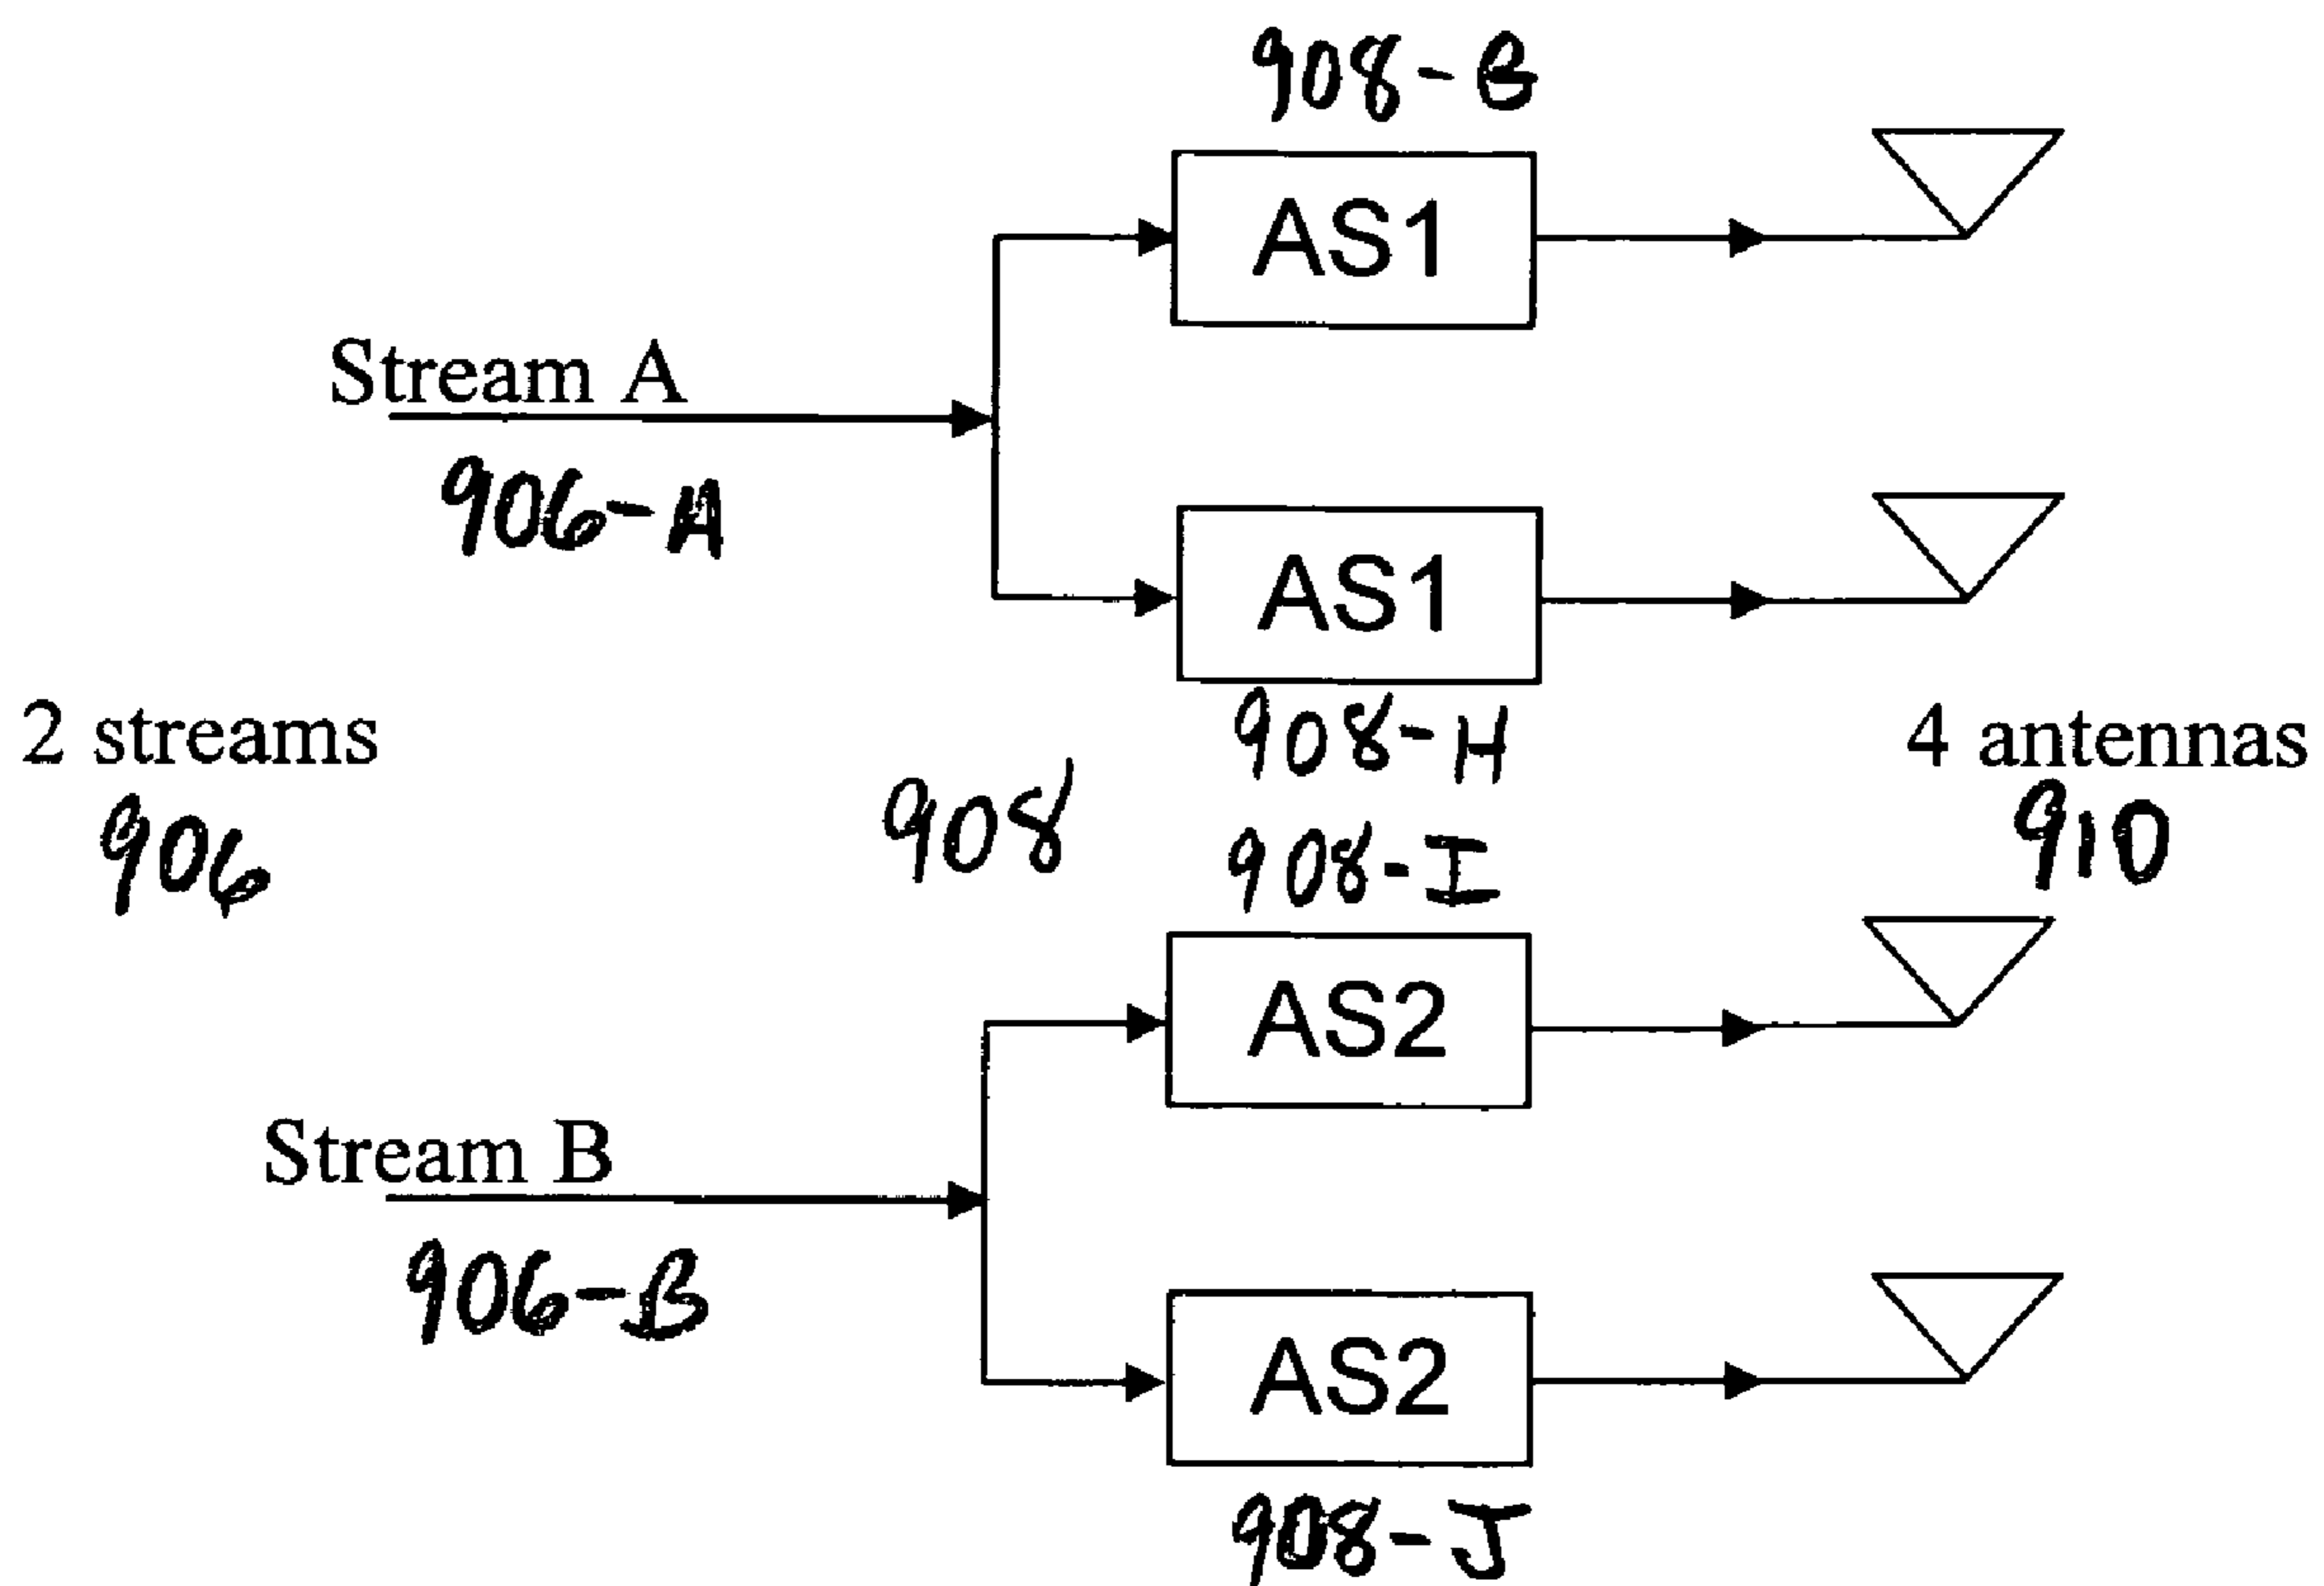 908-G
AS1
Stream A
906-A
AS1
2 streams
906
908
908-H
908-I
4 antennas
910
AS2
Stream B
906-B
AS2
908-J